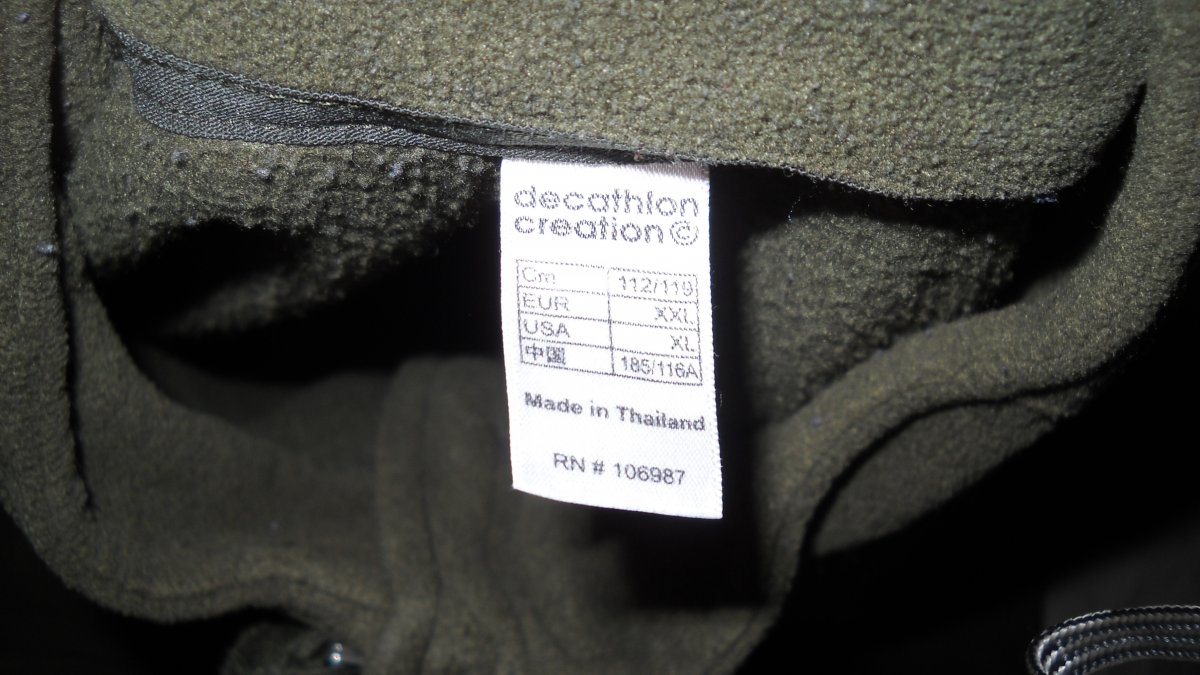 decathlon
creation©
Cm 112/119
EUR XXL
USA XL
中国 185/116A
Made in Thailand
RN # 106987